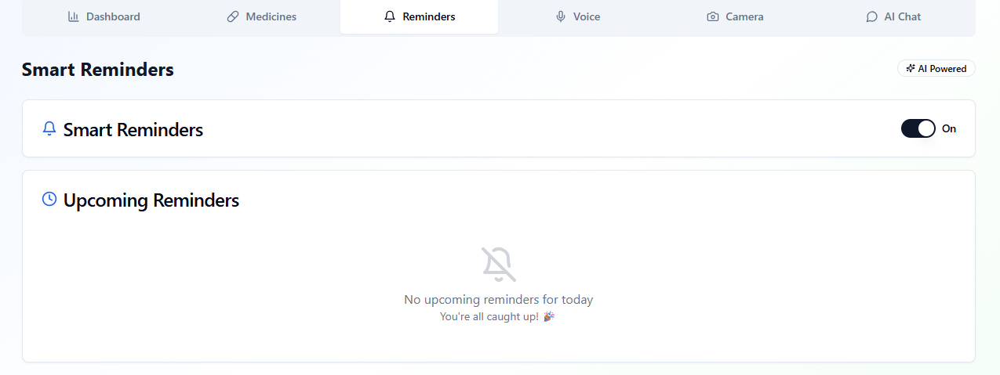 Dashboard
Medicines
Reminders
Voice
Camera
AI Chat
Smart Reminders
AI Powered
Smart Reminders
On
Upcoming Reminders
No upcoming reminders for today
You're all caught up! 🎉